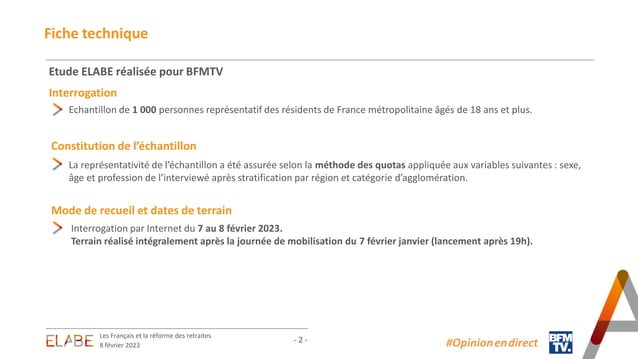 Fiche technique
Etude ELABE réalisée pour BFMTV
Interrogation
Echantillon de 1 000 personnes représentatif des résidents de France métropolitaine âgés de 18 ans et plus.
Constitution de l'échantillon
La représentativité de l'échantillon a été assurée selon la méthode des quotas appliquée aux variables suivantes : sexe,
âge et profession de l'interviewé après stratification par région et catégorie d'agglomération.
Mode de recueil et dates de terrain
Interrogation par Internet du 7 au 8 février 2023.
Terrain réalisé intégralement après la journée de mobilisation du 7 février janvier (lancement après 19h).
ELABE
Les Français et la réforme des retraites
8 février 2023
- 2 -
#Opinion en direct
BFM
TV.